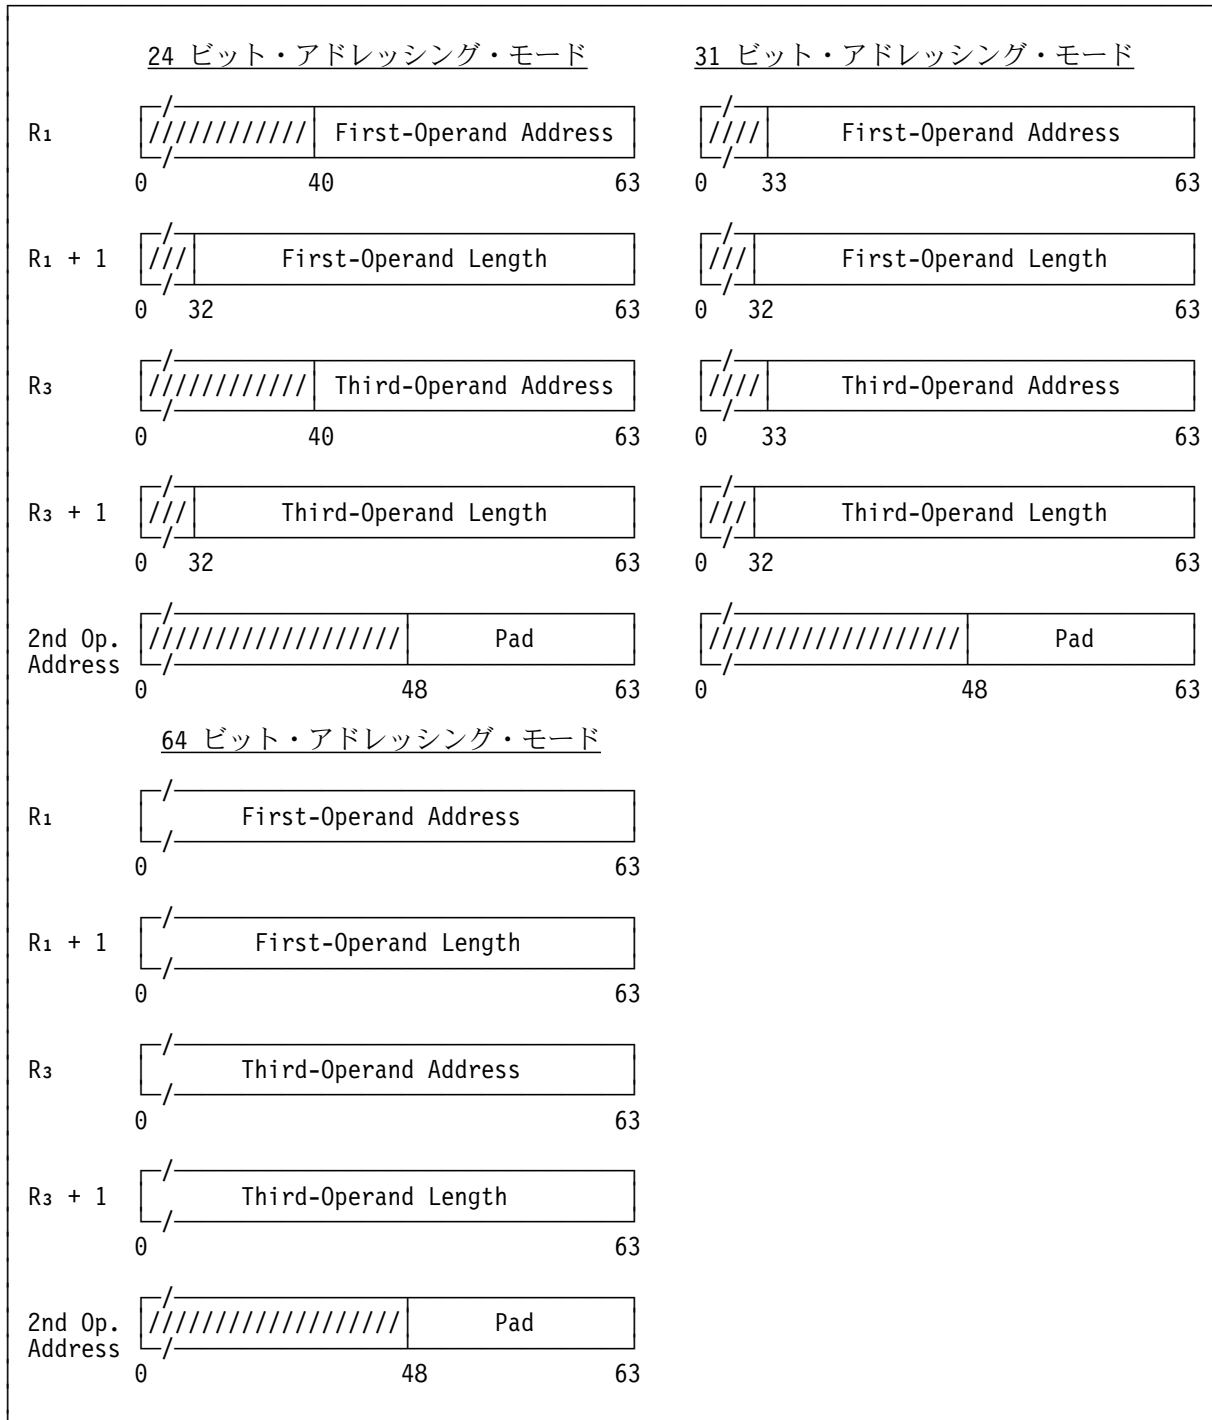 24 ビット・アドレッシング・モード 31 ビット・アドレッシング・モード
R₁ //////////// First-Operand Address //// First-Operand Address
0 40 63 0 33 63
R₁ + 1 /// First-Operand Length /// First-Operand Length
0 32 63 0 32 63
R₃ //////////// Third-Operand Address //// Third-Operand Address
0 40 63 0 33 63
R₃ + 1 /// Third-Operand Length /// Third-Operand Length
0 32 63 0 32 63
2nd Op. /////////////////// Pad /////////////////// Pad
Address
0 48 63 0 48 63
64 ビット・アドレッシング・モード
R₁ First-Operand Address
0 63
R₁ + 1 First-Operand Length
0 63
R₃ Third-Operand Address
0 63
R₃ + 1 Third-Operand Length
0 63
2nd Op. /////////////////// Pad
Address
0 48 63